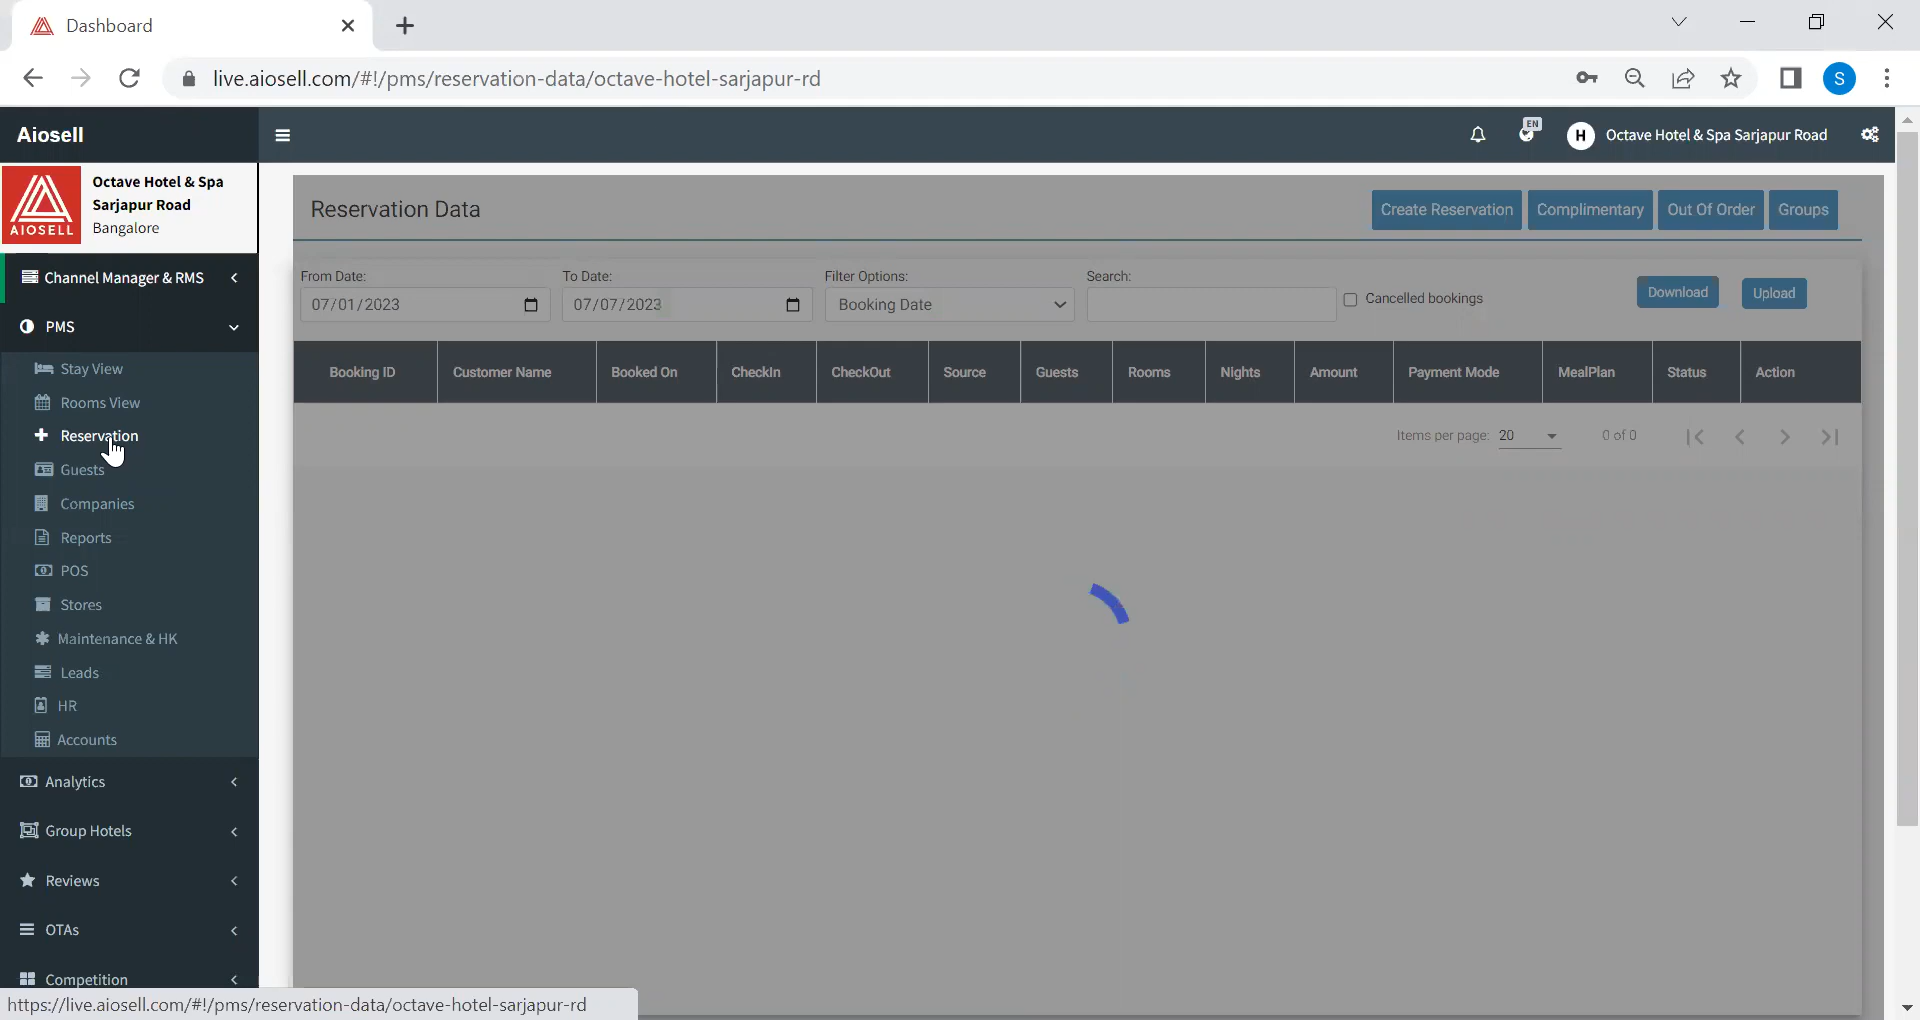 Dashboard
live.aiosell.com/#!/pms/reservation-data/octave-hotel-sarjapur-rd
S
Aiosell
EN
H Octave Hotel & Spa Sarjapur Road
AIOSELL
Octave Hotel & Spa
Sarjapur Road
Bangalore
Channel Manager & RMS
PMS
Stay View
Rooms View
Reservation
Guests
Companies
Reports
POS
Stores
Maintenance & HK
Leads
HR
Accounts
Analytics
Group Hotels
Reviews
OTAs
Competition
Reservation Data
Create Reservation Complimentary Out Of Order Groups
From Date: To Date: Filter Options: Search:
07/01/2023 07/07/2023 Booking Date Cancelled bookings Download Upload
Booking ID Customer Name Booked On CheckIn CheckOut Source Guests Rooms Nights Amount Payment Mode MealPlan Status Action
Items per page: 20 0 of 0
https://live.aiosell.com/#!/pms/reservation-data/octave-hotel-sarjapur-rd